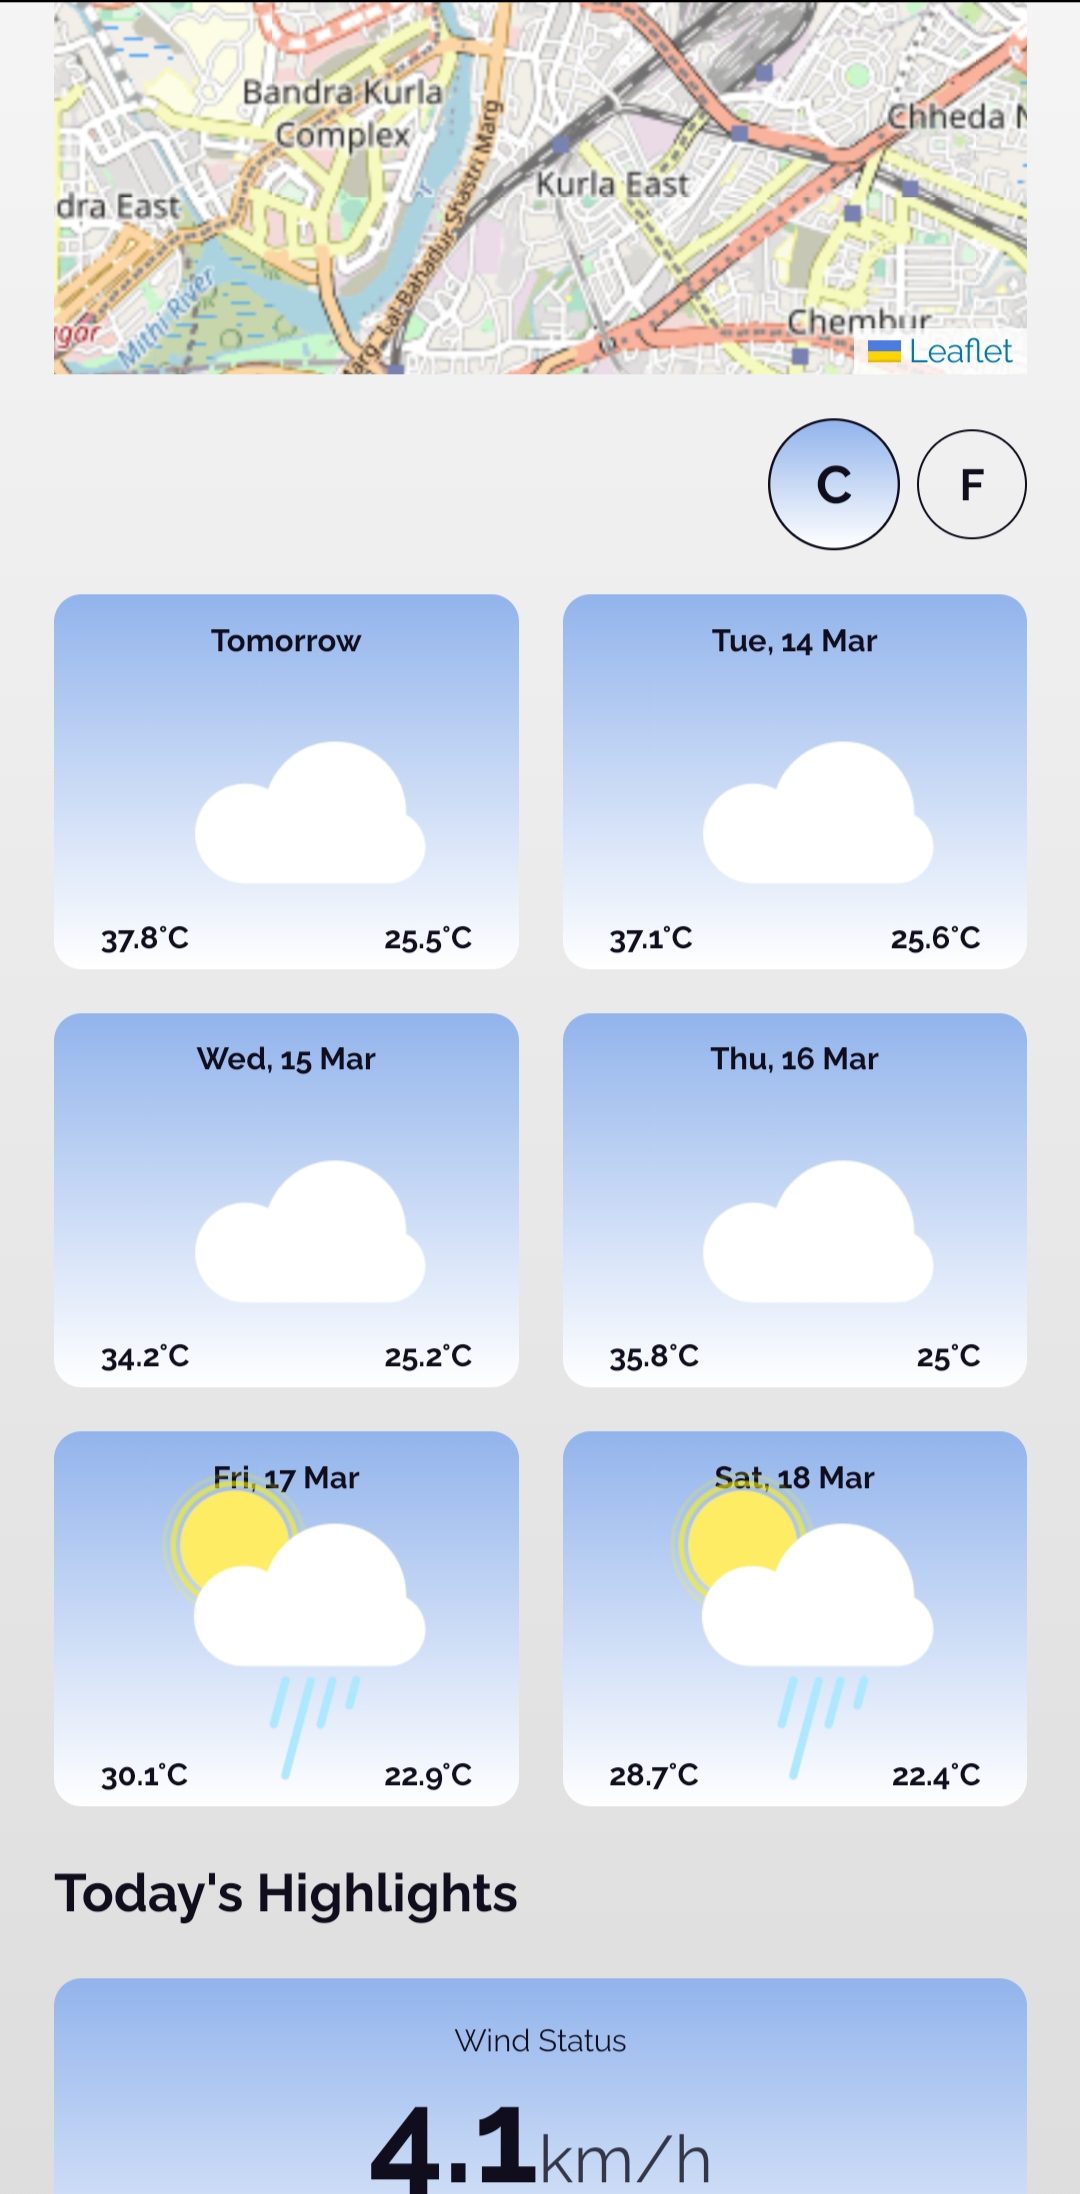 Bandra Kurla
Complex
Chheda N
Kurla East
dra East
Lal Bahadur Shastri Marg
Mithi River
agar
Chembur
Leaflet
C
F
Tomorrow
37.8°C 25.5°C
Tue, 14 Mar
37.1°C 25.6°C
Wed, 15 Mar
34.2°C 25.2°C
Thu, 16 Mar
35.8°C 25°C
Fri, 17 Mar
30.1°C 22.9°C
Sat, 18 Mar
28.7°C 22.4°C
Today's Highlights
Wind Status
4.1km/h